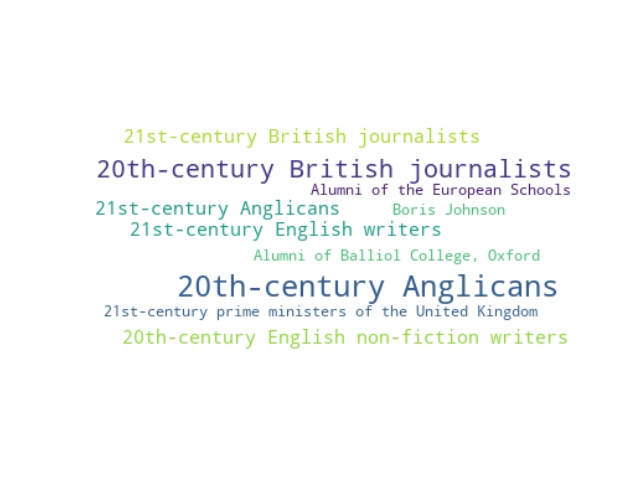 21st-century British journalists
20th-century British journalists
Alumni of the European Schools
21st-century Anglicans
Boris Johnson
21st-century English writers
Alumni of Balliol College, Oxford
20th-century Anglicans
21st-century prime ministers of the United Kingdom
20th-century English non-fiction writers